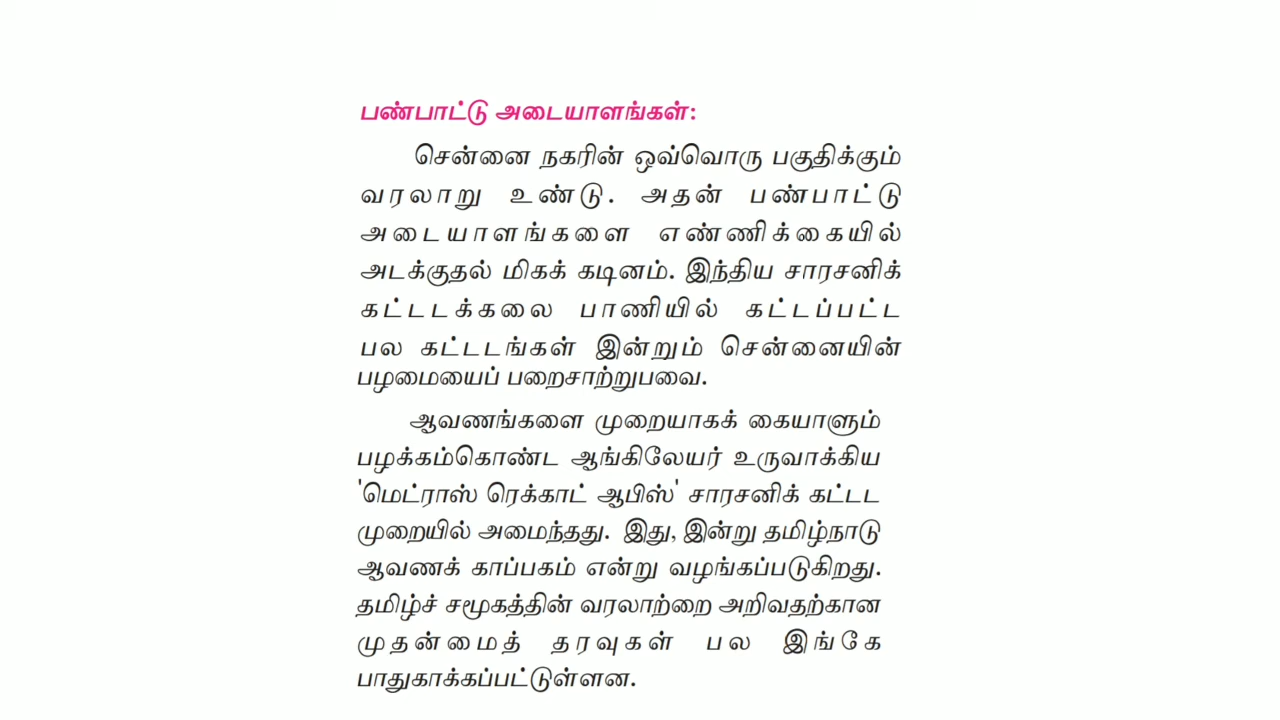 பண்பாட்டு அடையாளங்கள்:
சென்னை நகரின் ஒவ்வொரு பகுதிக்கும்
வரலாறு உண்டு. அதன் பண்பாட்டு
அடையாளங்களை எண்ணிக்கையில்
அடக்குதல் மிகக் கடினம். இந்திய சாரசனிக்
கட்டடக்கலை பாணியில் கட்டப்பட்ட
பல கட்டடங்கள் இன்றும் சென்னையின்
பழமையைப் பறைசாற்றுபவை.
ஆவணங்களை முறையாகக் கையாளும்
பழக்கம்கொண்ட ஆங்கிலேயர் உருவாக்கிய
'மெட்ராஸ் ரெக்காட் ஆபிஸ்' சாரசனிக் கட்டட
முறையில் அமைந்தது. இது, இன்று தமிழ்நாடு
ஆவணக் காப்பகம் என்று வழங்கப்படுகிறது.
தமிழ்ச் சமூகத்தின் வரலாற்றை அறிவதற்கான
முதன்மைத் தரவுகள் பல இங்கே
பாதுகாக்கப்பட்டுள்ளன.